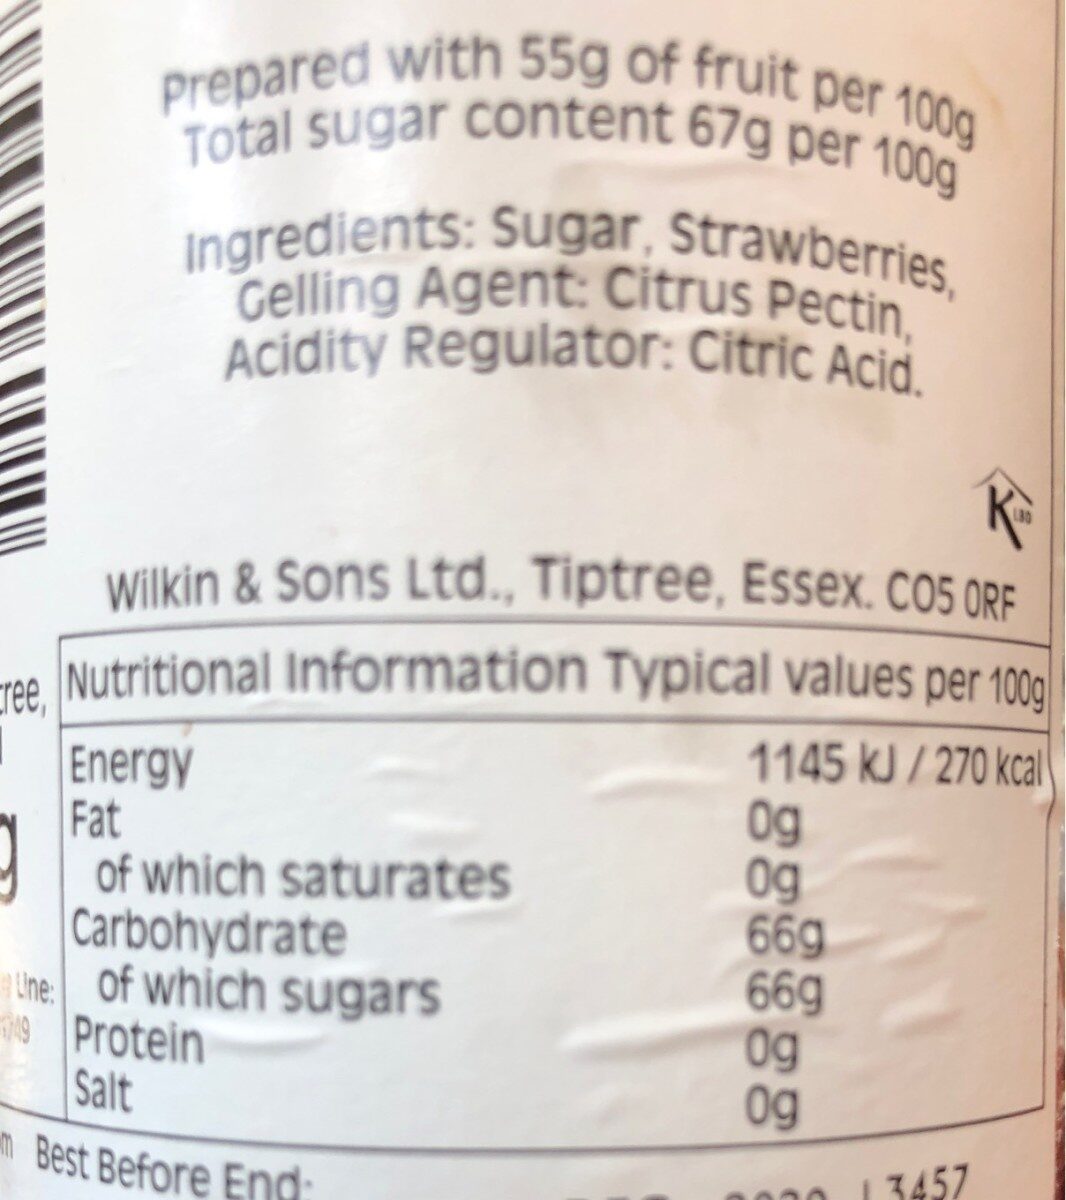 Prepared with 55g of fruit per 100g
Total sugar content 67g per 100g
Ingredients: Sugar, Strawberries,
Gelling Agent: Citrus Pectin,
Acidity Regulator: Citric Acid.
K LBD
Wilkin & Sons Ltd., Tiptree, Essex. CO5 0RF
Nutritional Information Typical values per 100g
Energy 1145 kJ / 270 kcal
Fat 0g
of which saturates 0g
Carbohydrate 66g
of which sugars 66g
Protein 0g
Salt 0g
Line:
Best Before End:
L3457